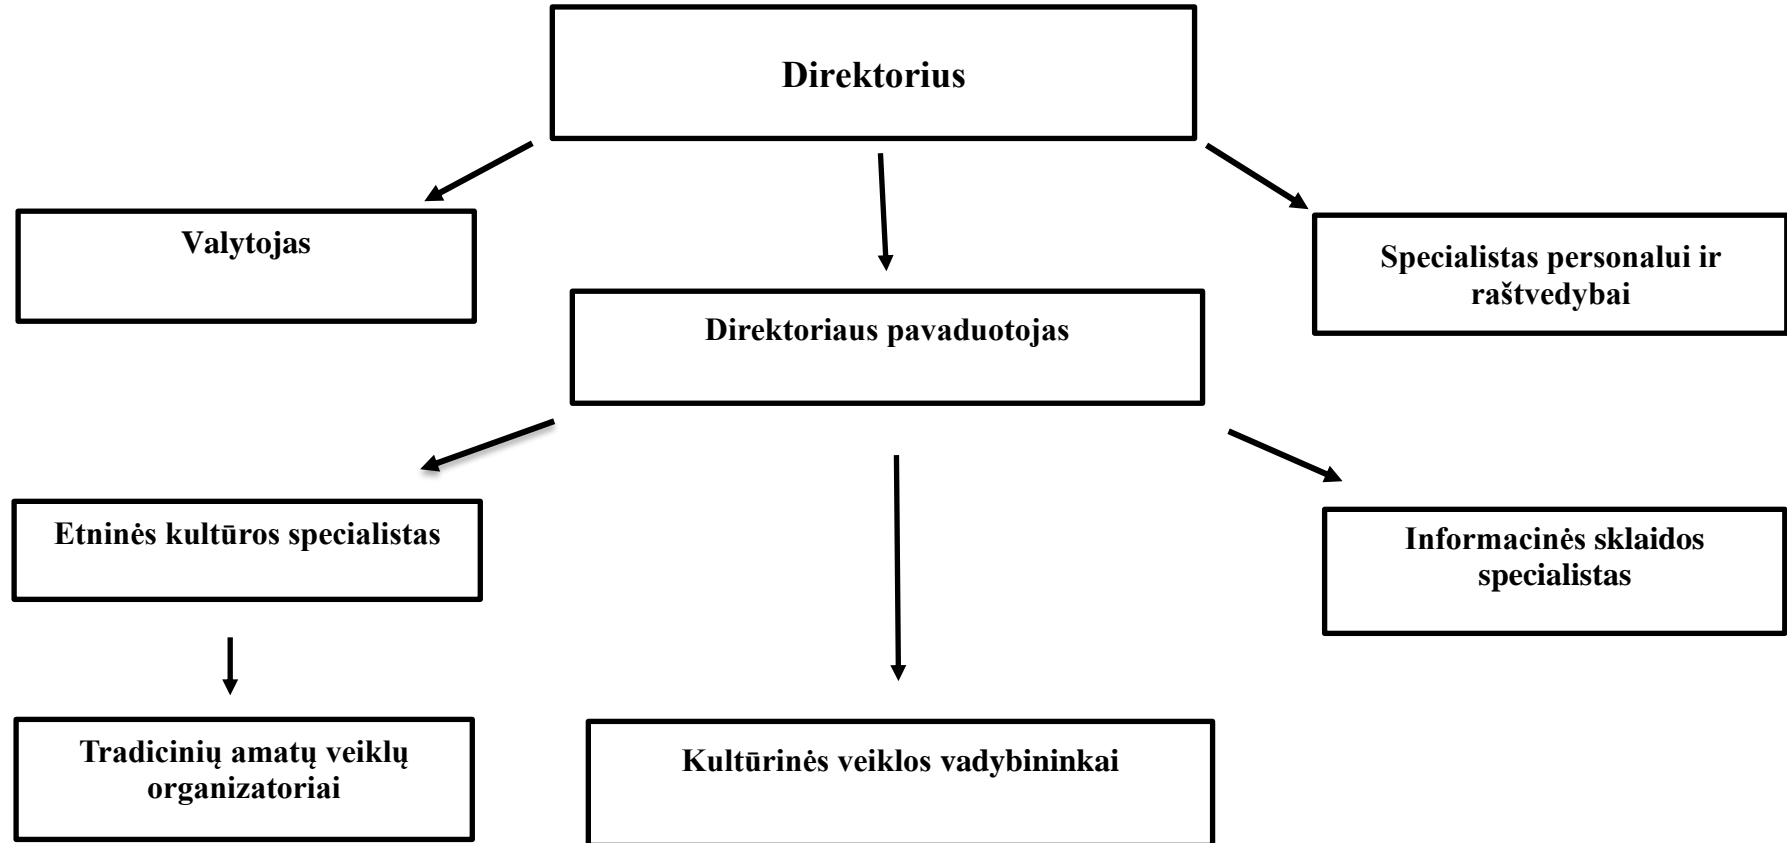 Direktorius
Valytojas
Specialistas personalui ir
raštvedybai
Direktoriaus pavaduotojas
Etninės kultūros specialistas
Informacinės sklaidos
specialistas
Tradicinių amatų veiklų
organizatoriai
Kultūrinės veiklos vadybininkai